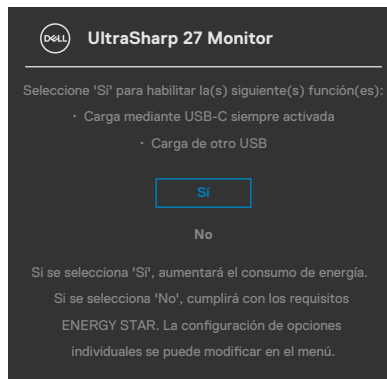 DELL
UltraSharp 27 Monitor
Seleccione 'Sí' para habilitar la(s) siguiente(s) función(es):
· Carga mediante USB-C siempre activada
· Carga de otro USB
Sí
No
Si se selecciona 'Sí', aumentará el consumo de energía.
Si se selecciona 'No', cumplirá con los requisitos
ENERGY STAR. La configuración de opciones
individuales se puede modificar en el menú.